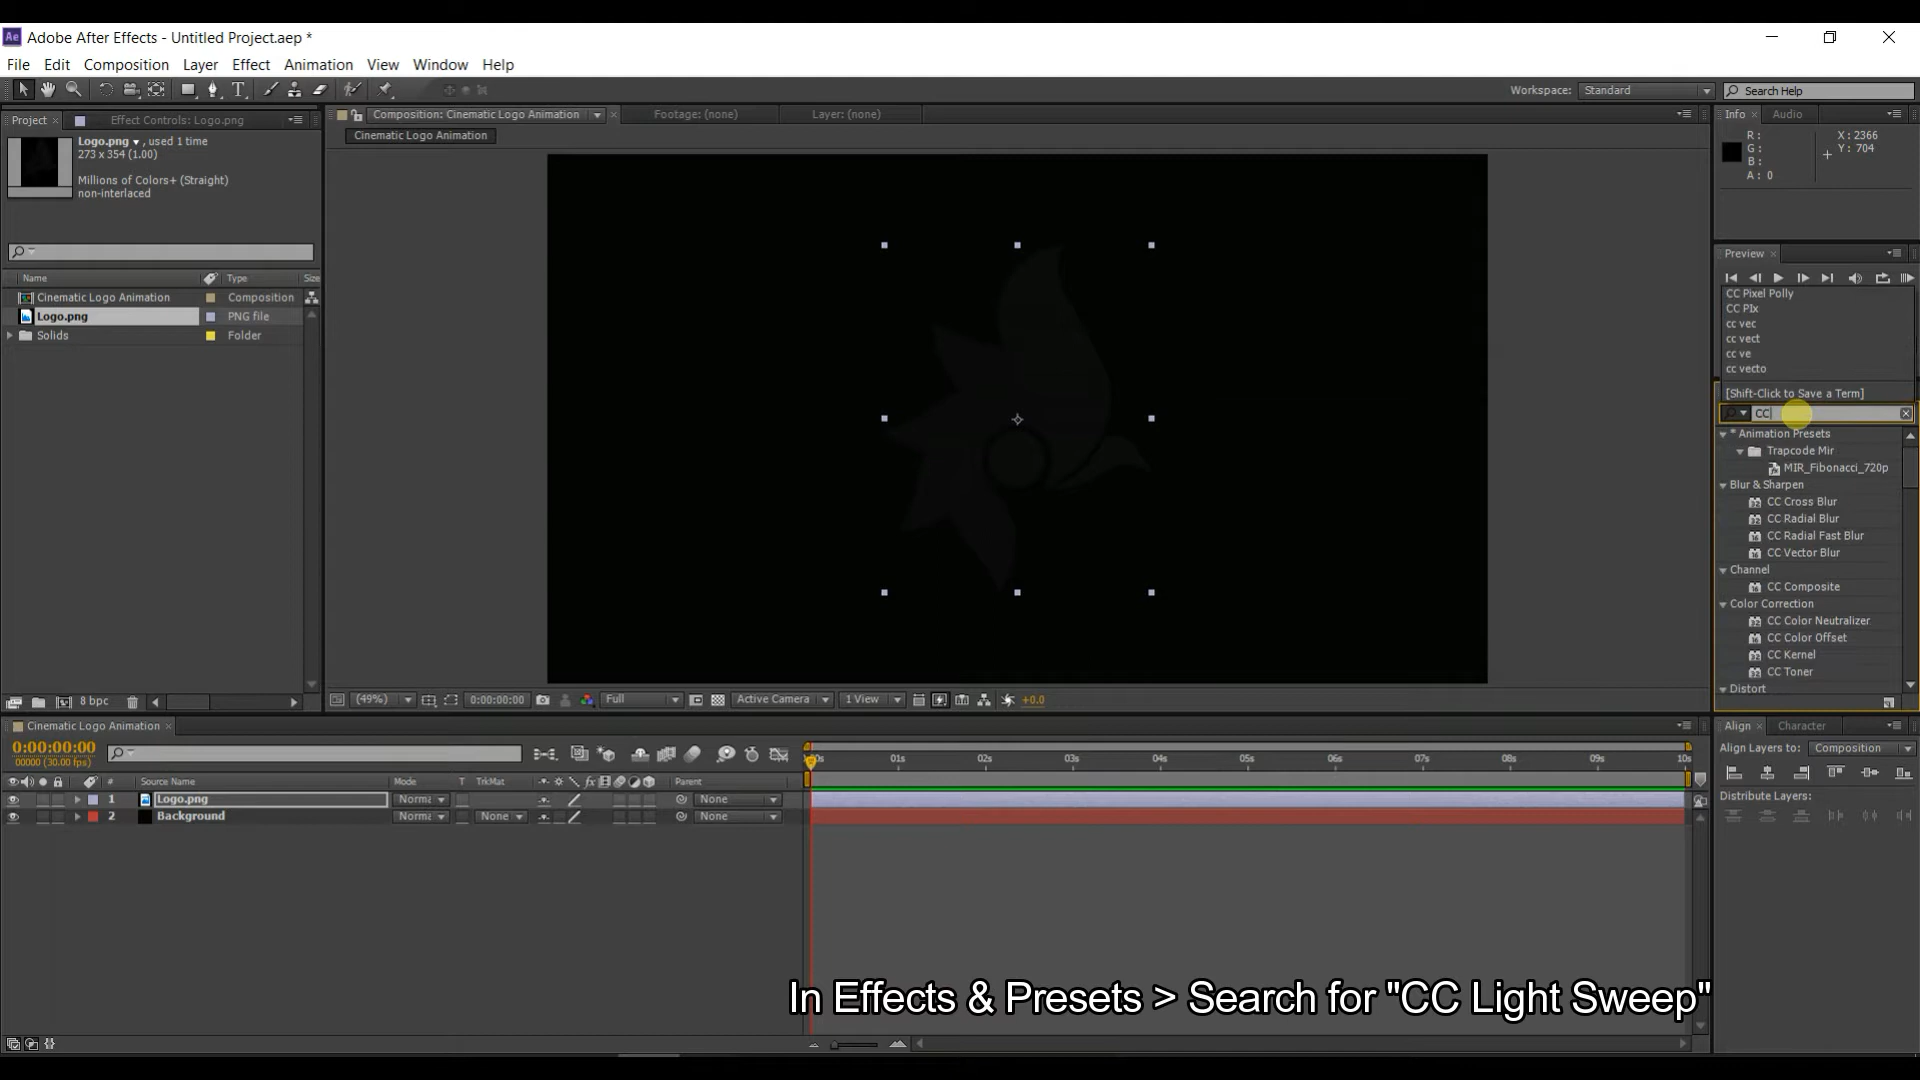 Ae Adobe After Effects - Untitled Project.aep *
File Edit Composition Layer Effect Animation View Window Help
Workspace: Standard Search Help
Project × Effect Controls: Logo.png
Composition: Cinematic Logo Animation × Footage: (none) Layer: (none)
Info × Audio
Cinematic Logo Animation
Logo.png , used 1 time
273 x 354 (1.00)
Millions of Colors+ (Straight)
non-interlaced
R :
G :
B :
A : 0
X : 2366
Y : 704
Preview ×
Name Type Size
Cinematic Logo Animation Composition
Logo.png PNG file
Solids Folder
CC Pixel Polly
CC PIx
cc vec
cc vect
cc ve
cc vecto
[Shift-Click to Save a Term]
CC
* Animation Presets
Trapcode Mir
MIR_Fibonacci_720p
Blur & Sharpen
CC Cross Blur
CC Radial Blur
CC Radial Fast Blur
CC Vector Blur
Channel
CC Composite
Color Correction
CC Color Neutralizer
CC Color Offset
CC Kernel
CC Toner
Distort
8 bpc
(49%) 0:00:00:00 Full Active Camera 1 View +0.0
Cinematic Logo Animation ×
0:00:00:00
00000 (30.00 fps)
01s 02s 03s 04s 05s 06s 07s 08s 09s 10s
# Source Name Mode T TrkMat fx Parent
1 Logo.png Norma None
2 Background Norma None None
Align × Character
Align Layers to: Composition
Distribute Layers:
In Effects & Presets > Search for "CC Light Sweep"